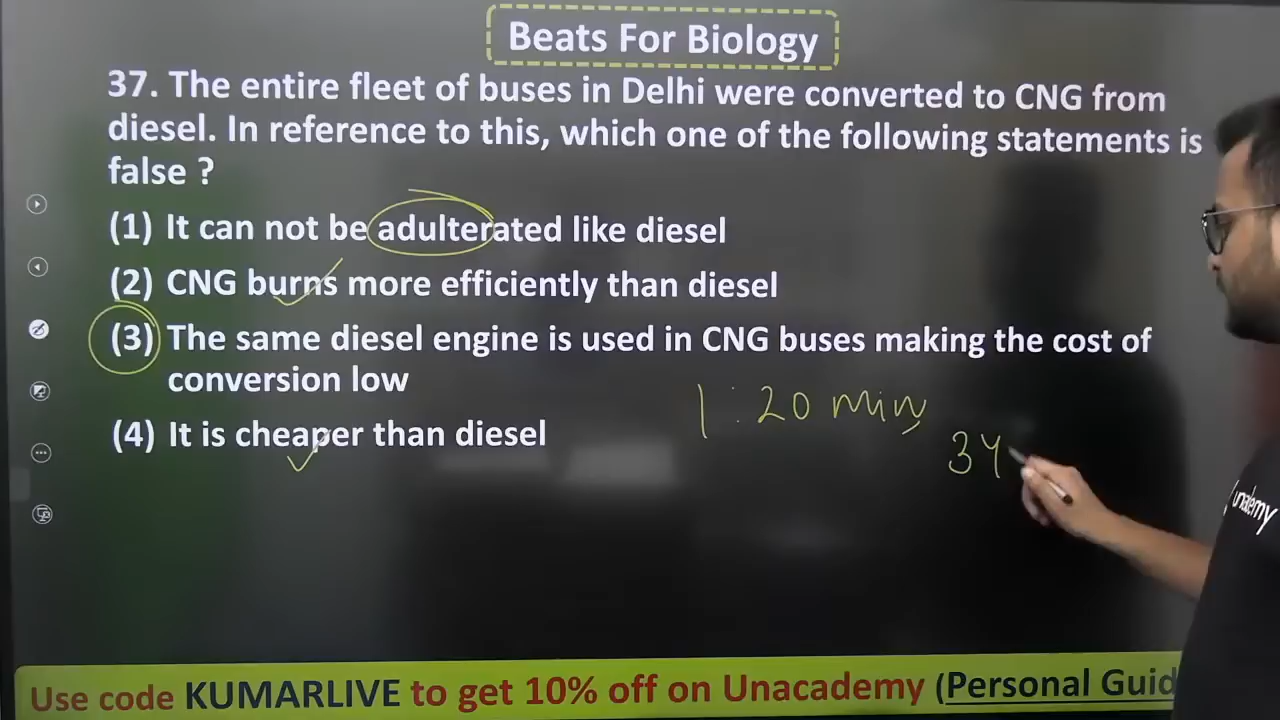 Beats For Biology
37. The entire fleet of buses in Delhi were converted to CNG from
diesel. In reference to this, which one of the following statements is
false ?
(1) It can not be adulterated like diesel
(2) CNG burns more efficiently than diesel
(3) The same diesel engine is used in CNG buses making the cost of
conversion low
1:20 min
(4) It is cheaper than diesel
34
unacademy
Use code KUMARLIVE to get 10% off on Unacademy (Personal Guid